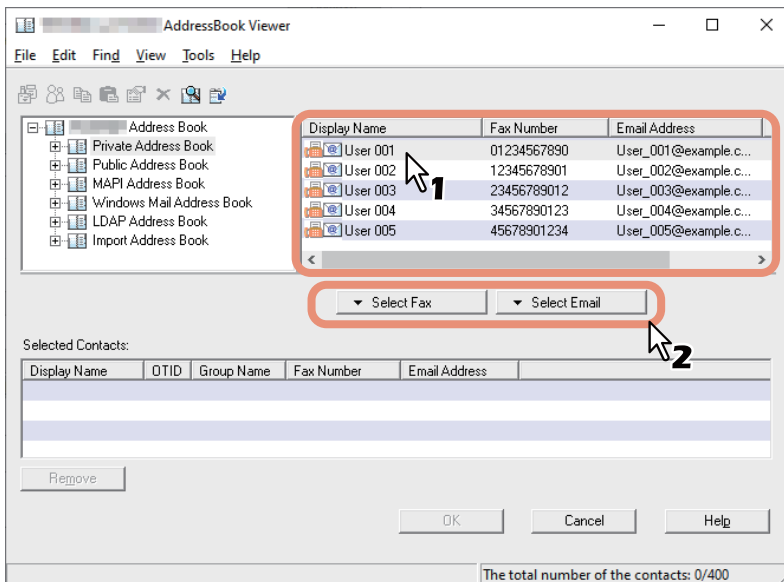 AddressBook Viewer
File Edit Find View Tools Help
Address Book
Private Address Book
Public Address Book
MAPI Address Book
Windows Mail Address Book
LDAP Address Book
Import Address Book
Display Name Fax Number Email Address
User 001 01234567890 User_001@example.c...
User 002 12345678901 User_002@example.c...
User 003 23456789012 User_003@example.c...
User 004 34567890123 User_004@example.c...
User 005 45678901234 User_005@example.c...
1
Select Fax Select Email
2
Selected Contacts:
Display Name OTID Group Name Fax Number Email Address
Remove
OK Cancel Help
The total number of the contacts: 0/400